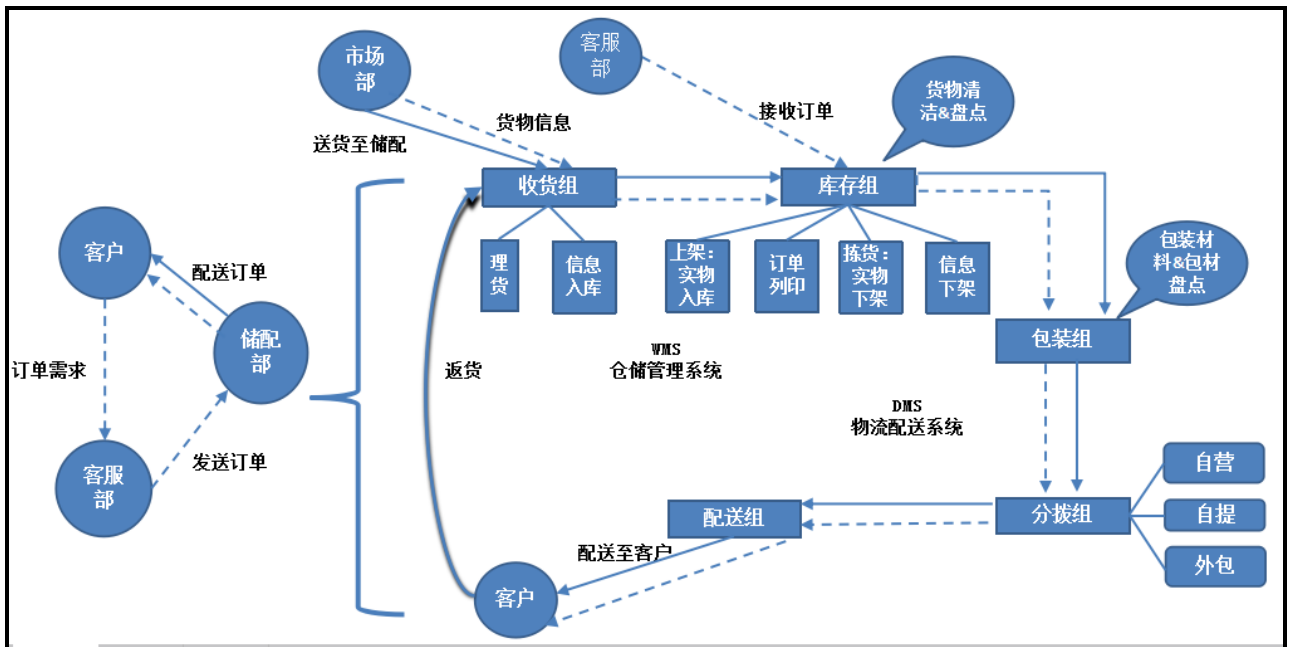 市场
部
客服
部
货物清
洁&盘点
货物信息
接收订单
送货至储配
收货组
库存组
客户
配送订单
理
货
信息
入库
上架：
实物
入库
订单
列印
拣货：
实物
下架
信息
下架
包装材
料&包材
盘点
储配
部
包装组
订单需求
返货
WMS
仓储管理系统
DMS
物流配送系统
客服
部
发送订单
自营
配送组
分拨组
自提
配送至客户
外包
客户